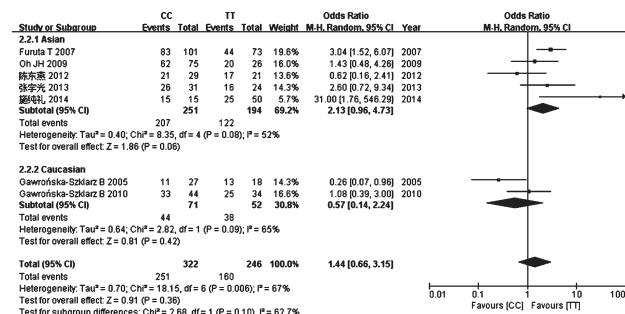 CC TT Odds Ratio Odds Ratio
Study or Subgroup Events Total Events Total Weight M-H. Random. 95% CI Year M-H. Random. 95% CI
2.2.1 Asian
Furuta T 2007 83 101 44 73 19.6% 3.04 [1.52, 6.07] 2007
Oh JH 2009 62 75 20 26 16.5% 1.43 [0.48, 4.26] 2009
陈东燕 2012 21 29 17 21 13.1% 0.62 [0.16, 2.41] 2012
张宇光 2013 26 31 16 24 14.3% 2.60 [0.72, 9.34] 2013
施纯礼 2014 15 15 25 50 5.7% 31.00 [1.76, 546.29] 2014
Subtotal (95% CI) 251 194 69.2% 2.13 [0.96, 4.73]
Total events 207 122
Heterogeneity: Tau² = 0.40; Chi² = 8.35, df = 4 (P = 0.08); I² = 52%
Test for overall effect: Z = 1.86 (P = 0.06)
2.2.2 Caucasian
Gawrońska-Szklarz B 2005 11 27 13 18 14.3% 0.26 [0.07, 0.96] 2005
Gawrońska-Szklarz B 2010 33 44 25 34 16.6% 1.08 [0.39, 3.00] 2010
Subtotal (95% CI) 71 52 30.8% 0.57 [0.14, 2.24]
Total events 44 38
Heterogeneity: Tau² = 0.64; Chi² = 2.82, df = 1 (P = 0.09); I² = 65%
Test for overall effect: Z = 0.81 (P = 0.42)
Total (95% CI) 322 246 100.0% 1.44 [0.66, 3.15]
Total events 251 160
Heterogeneity: Tau² = 0.70; Chi² = 18.15, df = 6 (P = 0.006); I² = 67%
Test for overall effect: Z = 0.91 (P = 0.36)
Test for subgroup differences: Chi² = 2.68, df = 1 (P = 0.10), I² = 62.7%
0.01 0.1 1 10 100
Favours [CC] Favours [TT]